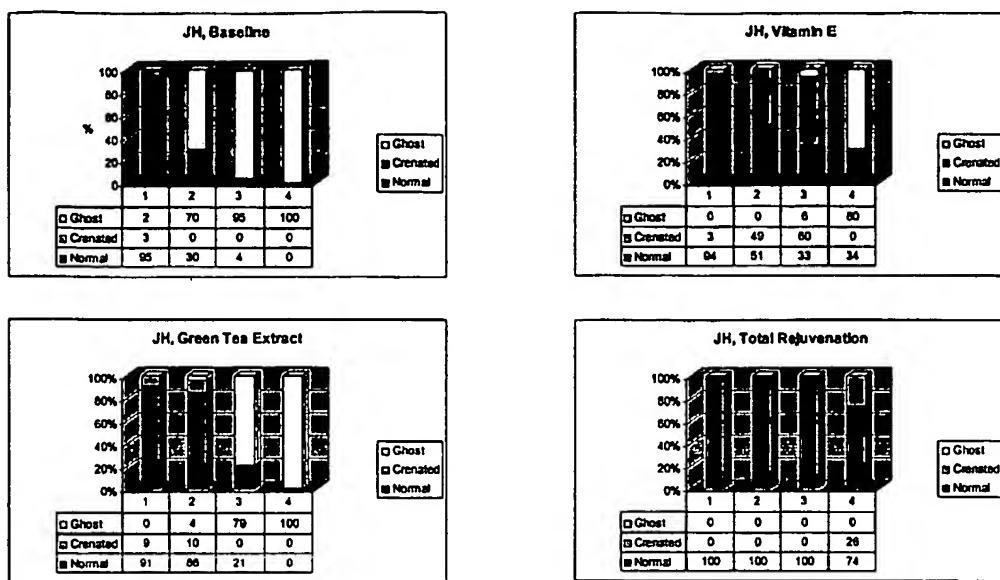 JH, Baseline
100
80
60
40
20
0
%
1 2 3 4
Ghost 2 70 95 100
Crenated 3 0 0 0
Normal 95 30 4 0
Ghost
Crenated
Normal
JH, Vitamin E
100%
80%
60%
40%
20%
0%
1 2 3 4
Ghost 0 0 6 80
Crenated 3 49 60 0
Normal 94 51 33 34
Ghost
Crenated
Normal
JH, Green Tea Extract
100%
80%
60%
40%
20%
0%
1 2 3 4
Ghost 0 4 79 100
Crenated 9 10 0 0
Normal 91 86 21 0
Ghost
Crenated
Normal
JH, Total Rejuvenation
100%
80%
60%
40%
20%
0%
1 2 3 4
Ghost 0 0 0 0
Crenated 0 0 0 26
Normal 100 100 100 74
Ghost
Crenated
Normal